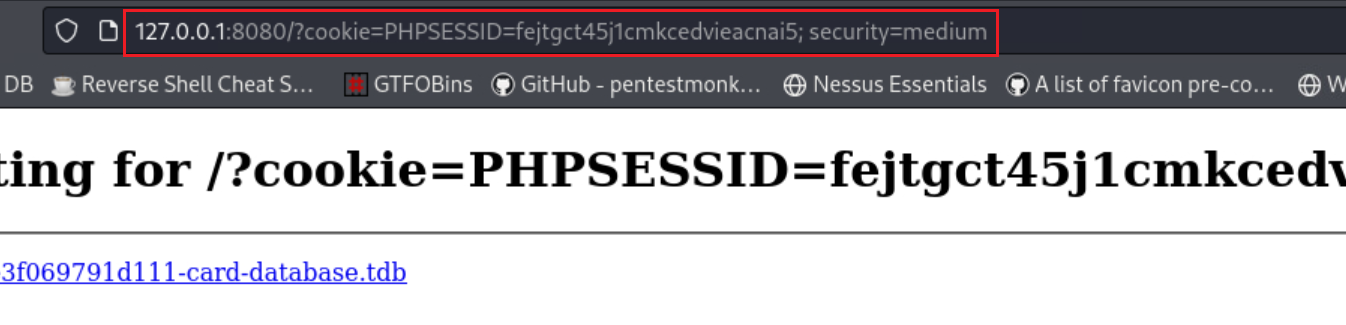 127.0.0.1:8080/?cookie=PHPSESSID=fejtgct45j1cmkcedvieacnai5; security=medium
DB Reverse Shell Cheat S... GTFOBins GitHub - pentestmonk... Nessus Essentials A list of favicon pre-co... W
ting for /?cookie=PHPSESSID=fejtgct45j1cmkcedv
3f069791d111-card-database.tdb